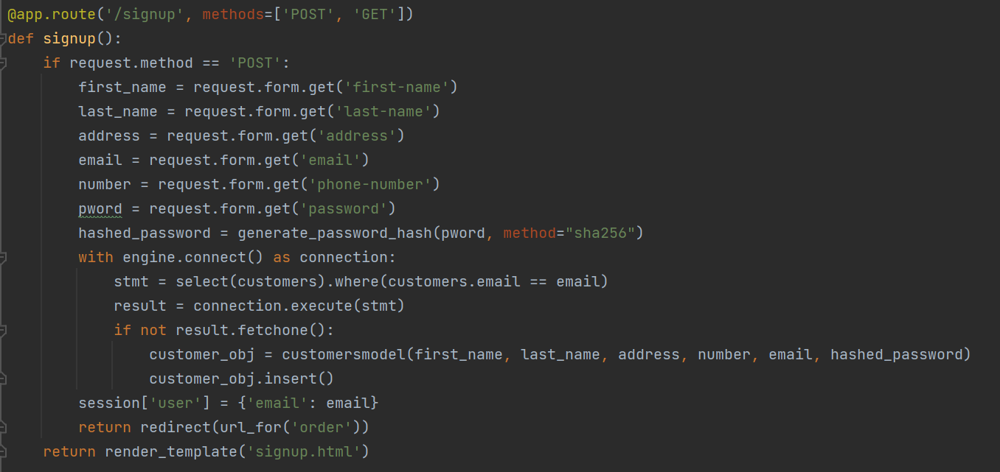 @app.route('/signup', methods=['POST', 'GET'])
def signup():
    if request.method == 'POST':
        first_name = request.form.get('first-name')
        last_name = request.form.get('last-name')
        address = request.form.get('address')
        email = request.form.get('email')
        number = request.form.get('phone-number')
        pword = request.form.get('password')
        hashed_password = generate_password_hash(pword, method="sha256")
        with engine.connect() as connection:
            stmt = select(customers).where(customers.email == email)
            result = connection.execute(stmt)
            if not result.fetchone():
                customer_obj = customersmodel(first_name, last_name, address, number, email, hashed_password)
                customer_obj.insert()
        session['user'] = {'email': email}
        return redirect(url_for('order'))
    return render_template('signup.html')